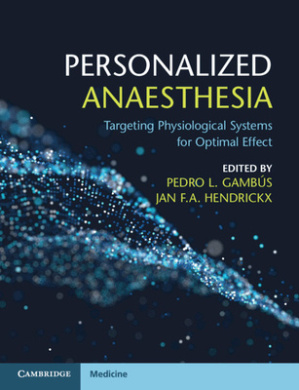 PERSONALIZED
ANAESTHESIA
Targeting Physiological Systems
for Optimal Effect
EDITED BY
PEDRO L. GAMBÚS
JAN F.A. HENDRICKX
CAMBRIDGE
Medicine